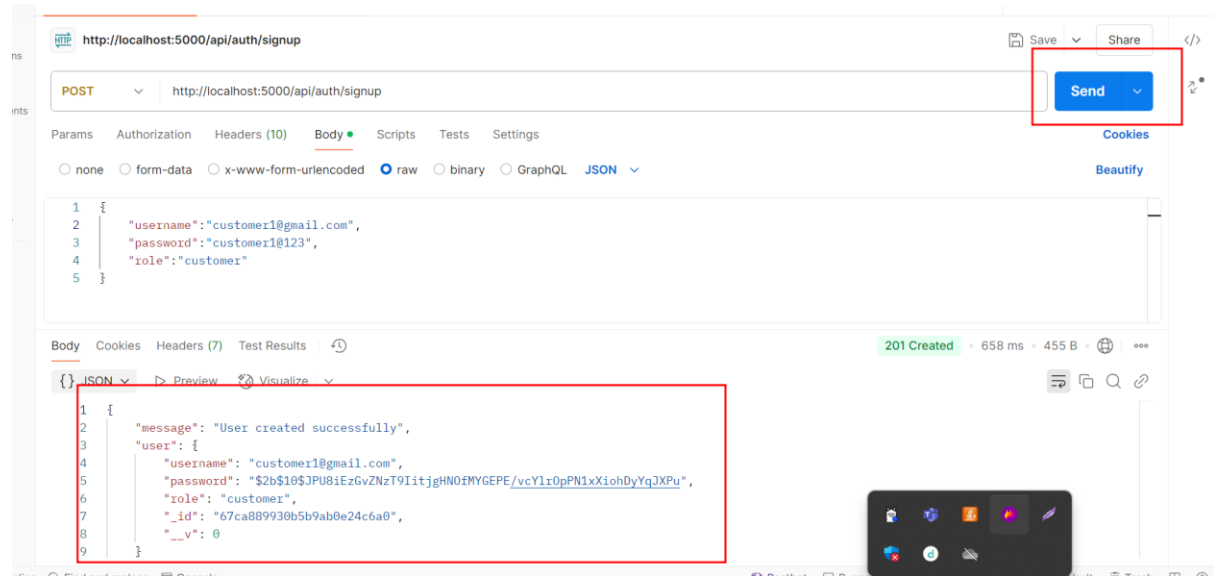 HTTP http://localhost:5000/api/auth/signup Save Share </>
ns
POST http://localhost:5000/api/auth/signup Send
nts
Params Authorization Headers (10) Body Scripts Tests Settings Cookies
none form-data x-www-form-urlencoded raw binary GraphQL JSON Beautify
1 {
2 "username":"customer1@gmail.com",
3 "password":"customer1@123",
4 "role":"customer"
5 }
Body Cookies Headers (7) Test Results 201 Created 658 ms 455 B
{} JSON Preview Visualize
1 {
2 "message": "User created successfully",
3 "user": {
4 "username": "customer1@gmail.com",
5 "password": "$2b$10$JPU8iEzGvZNzT9IitjgHNOfMYGEPE/vcYlrOpPN1xXiohDyYqJXPu",
6 "role": "customer",
7 "_id": "67ca889930b5b9ab0e24c6a0",
8 "__v": 0
9 }